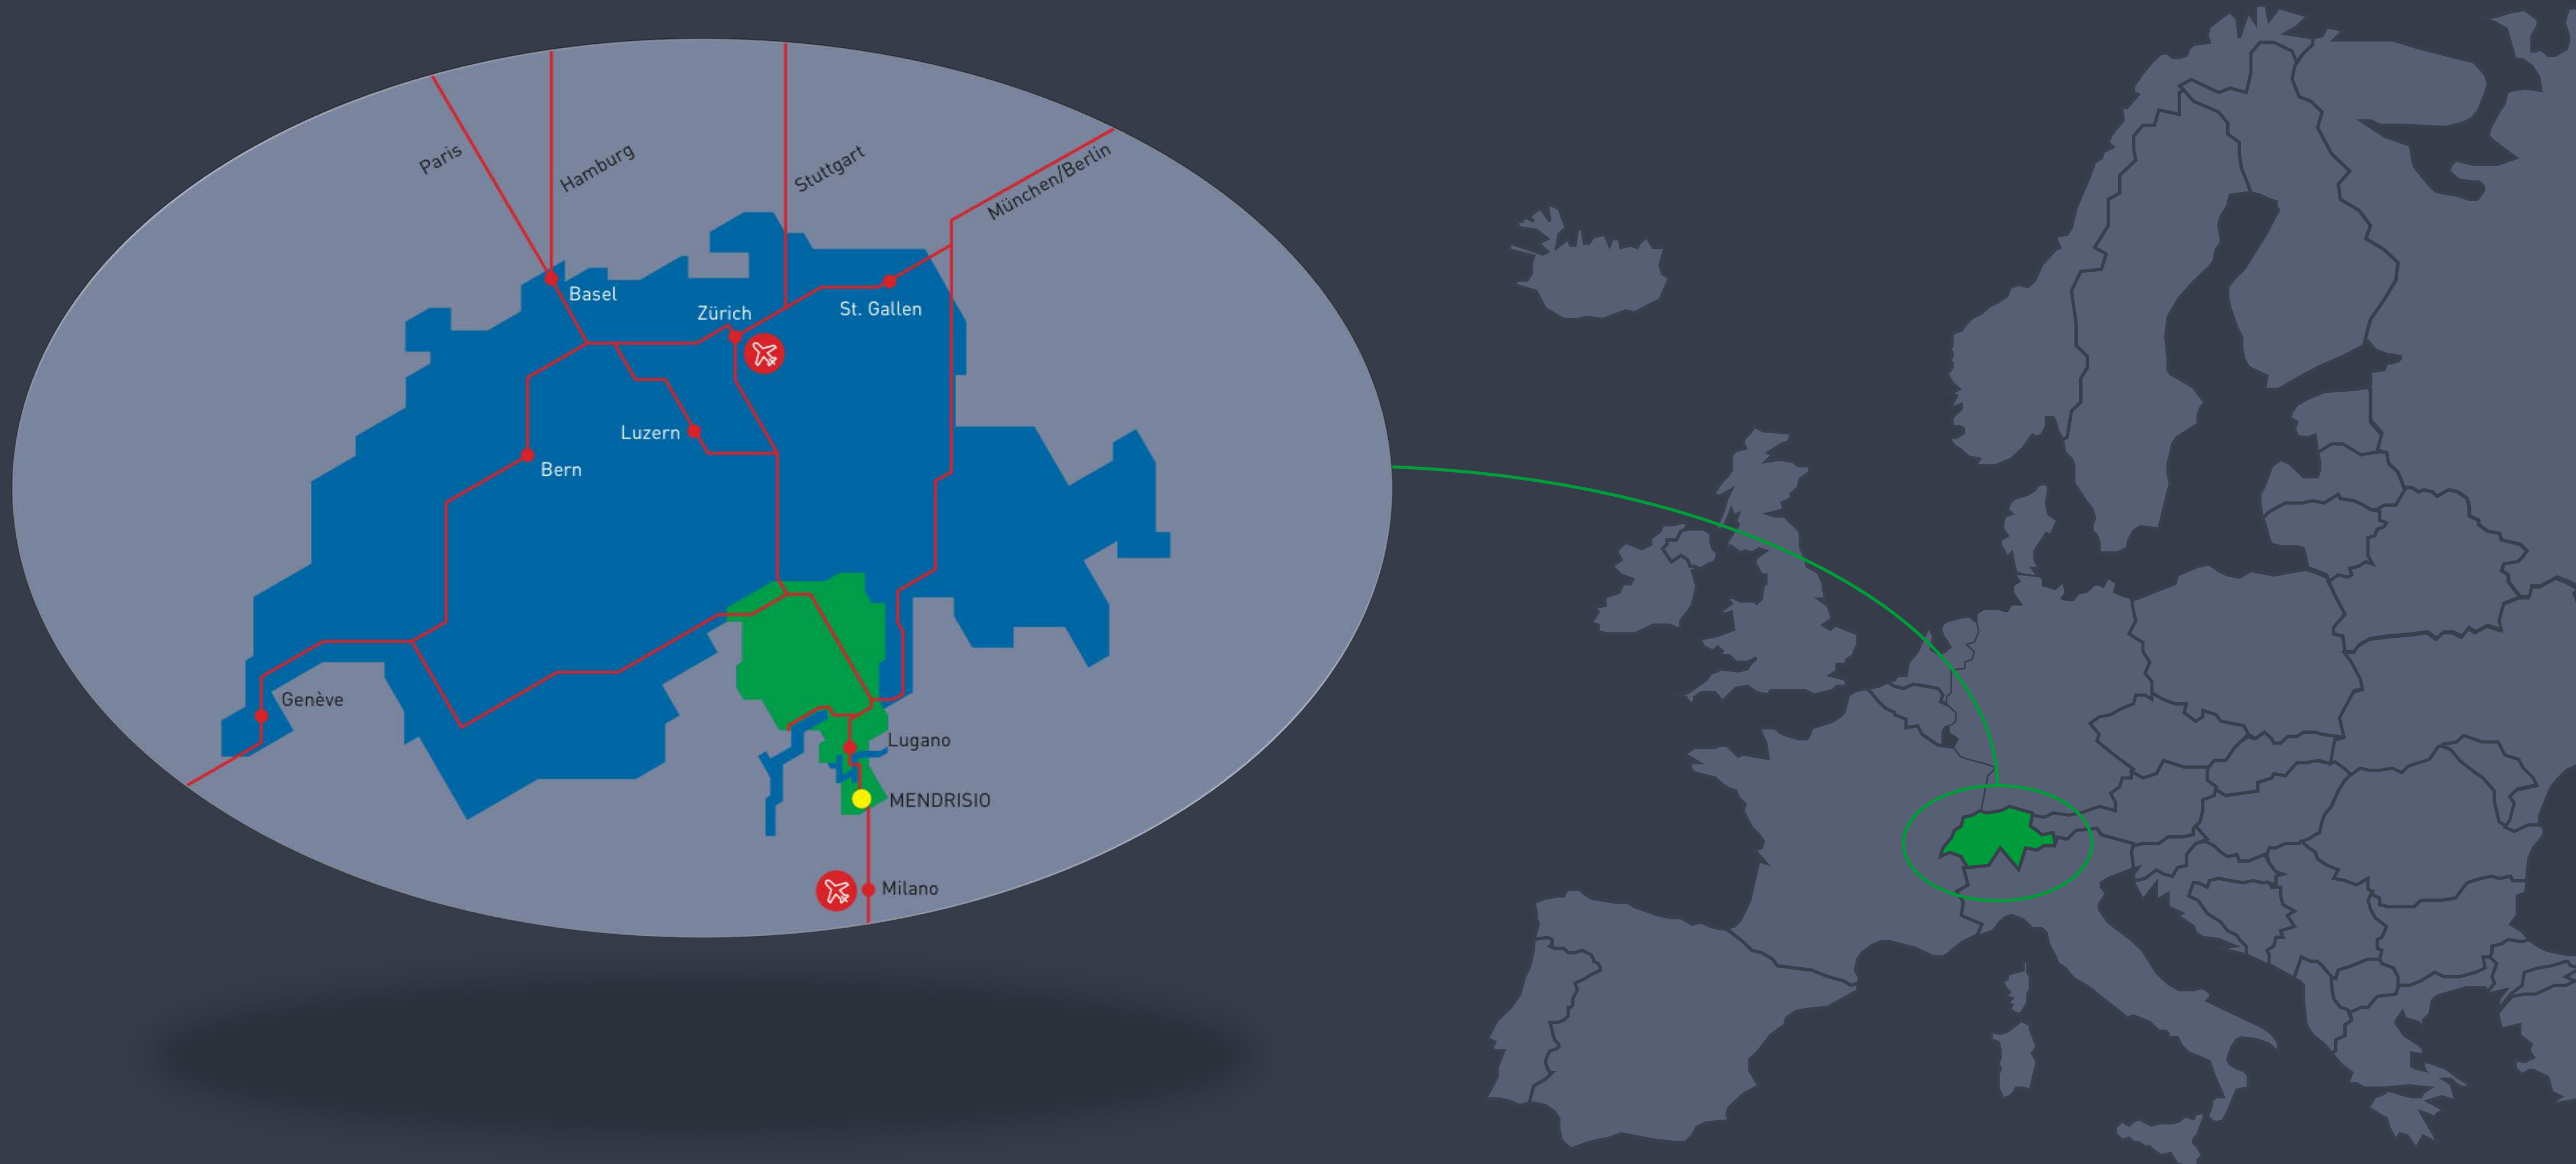 Paris
Hamburg
Stuttgart
München/Berlin
Basel
Zürich
St. Gallen
Luzern
Bern
Genève
Lugano
MENDRISIO
Milano